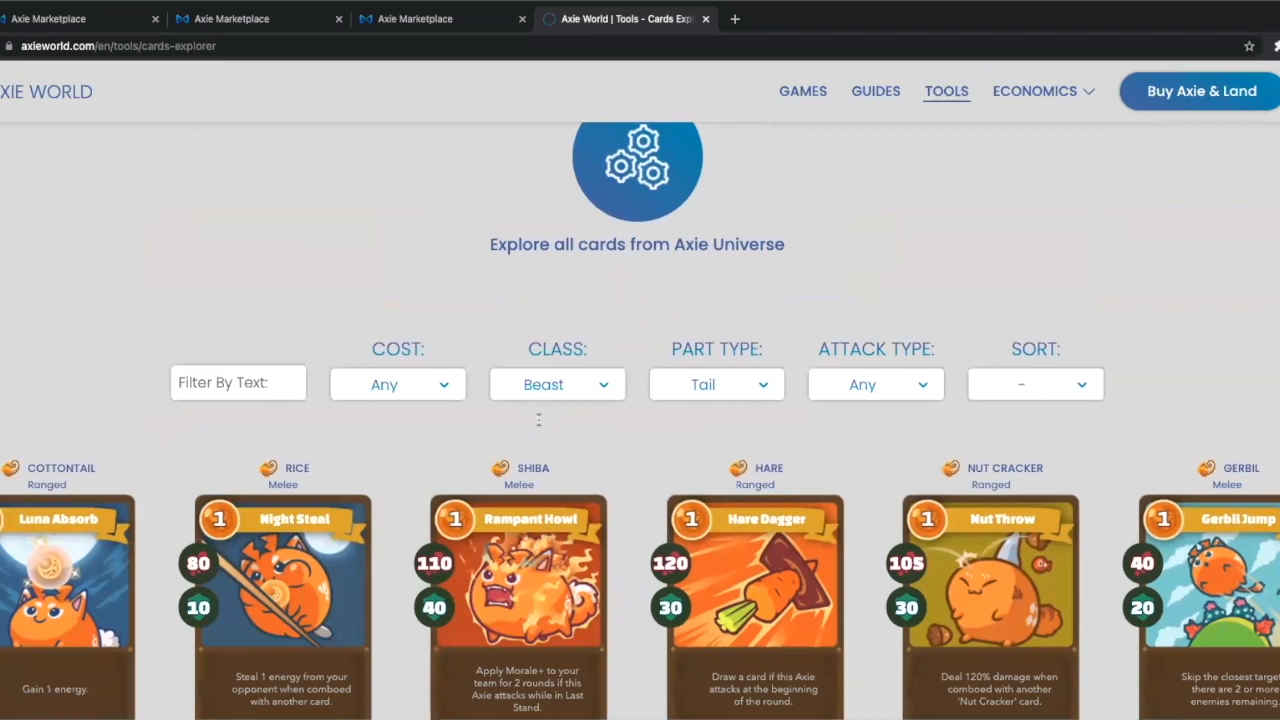 Axie Marketplace
Axie Marketplace
Axie Marketplace
Axie World | Tools - Cards Expl
axieworld.com/en/tools/cards-explorer
XIE WORLD
GAMES
GUIDES
TOOLS
ECONOMICS
Buy Axie & Land
Explore all cards from Axie Universe
COST:
CLASS:
PART TYPE:
ATTACK TYPE:
SORT:
Filter By Text:
Any
Beast
Tail
Any
-
COTTONTAIL
Ranged
Luna Absorb
Gain 1 energy.
RICE
Melee
1
Night Steal
80
10
Steal 1 energy from your
opponent when comboed
with another card.
SHIBA
Melee
1
Rampant Howl
110
40
Apply Morale+ to your
team for 2 rounds if this
Axie attacks while in Last
Stand.
HARE
Ranged
1
Hare Dagger
120
30
Draw a card if this Axie
attacks at the beginning
of the round.
NUT CRACKER
Ranged
1
Nut Throw
105
30
Deal 120% damage when
comboed with another
'Nut Cracker' card.
GERBIL
Melee
1
Gerbil Jump
40
20
Skip the closest target
there are 2 or more
enemies remaining.